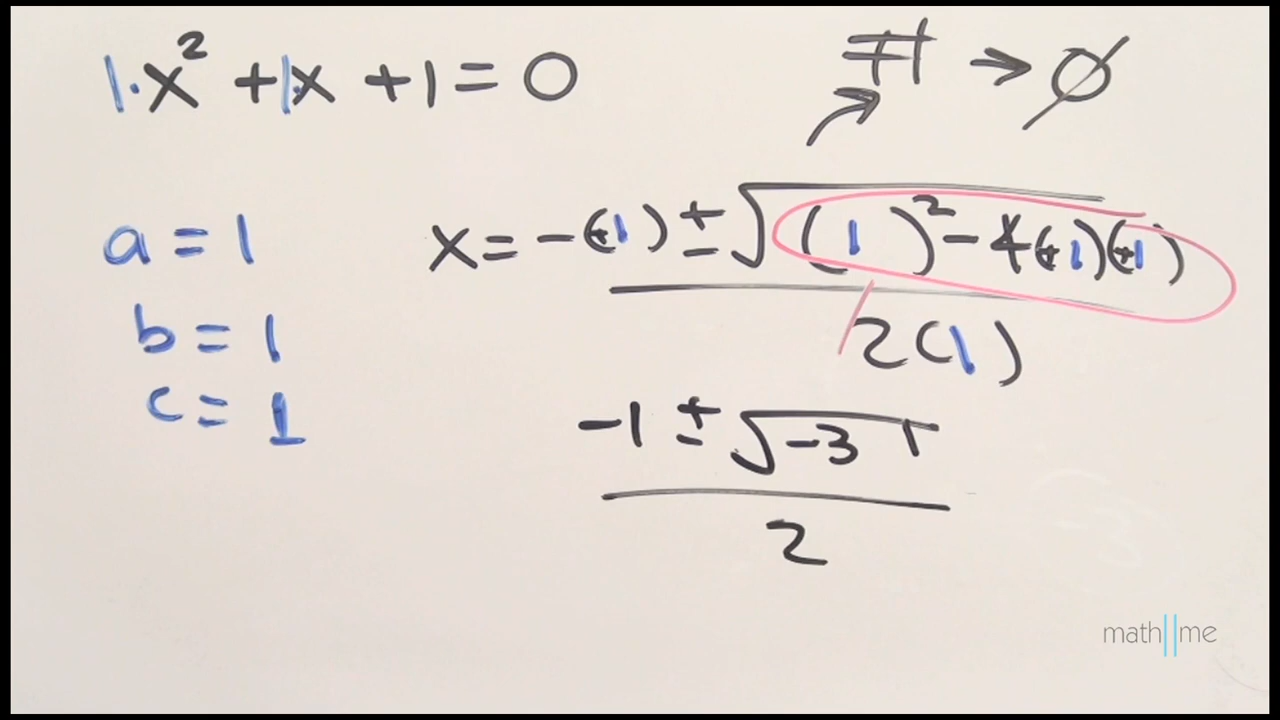 1·x² + 1·x + 1 = 0
∄ → ∅
a = 1
x = -(+1) ± √(1)² - 4(+1)(+1)
2(1)
b = 1
c = 1
-1 ± √-3
2
math||me